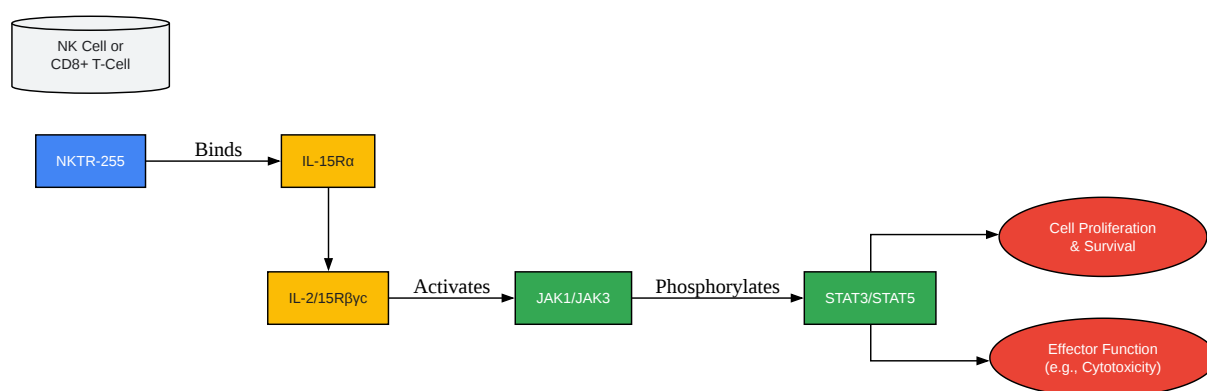 NK Cell or
CD8+ T-Cell
NKTR-255
Binds
IL-15Rα
IL-2/15Rβγc
Activates
JAK1/JAK3
Phosphorylates
STAT3/STAT5
Cell Proliferation
& Survival
Effector Function
(e.g., Cytotoxicity)